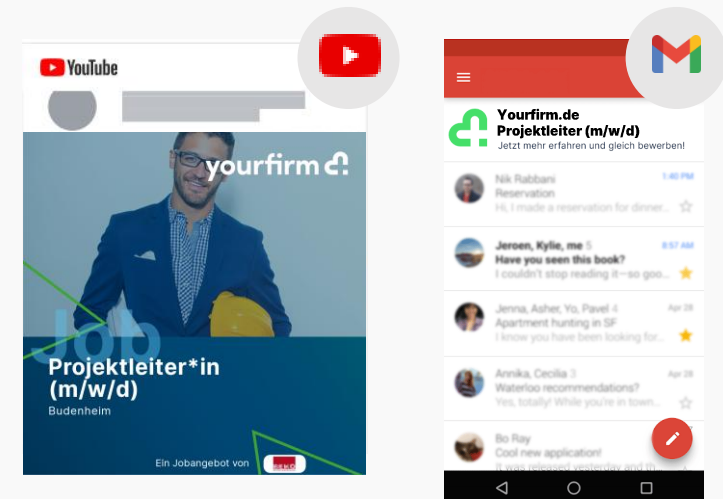 YouTube
yourfirm
Job
Projektleiter*in
(m/w/d)
Budenheim
Ein Jobangebot von
Yourfirm.de
Projektleiter (m/w/d)
Jetzt mehr erfahren und gleich bewerben!
Nik Rabbani
1:40 PM
Reservation
Hi, I made a reservation for dinner...
Jeroen, Kylie, me 5
8:57 AM
Have you seen this book?
I couldn't stop reading it—so goo...
Jenna, Asher, Yo, Pavel 4
Apr 28
Apartment hunting in SF
I know you have been looking for...
Annika, Cecilia 3
Apr 28
Waterloo recommendations?
Yes, totally! While you're in town...
Bo Ray
Cool new application!
It was released yesterday and th...